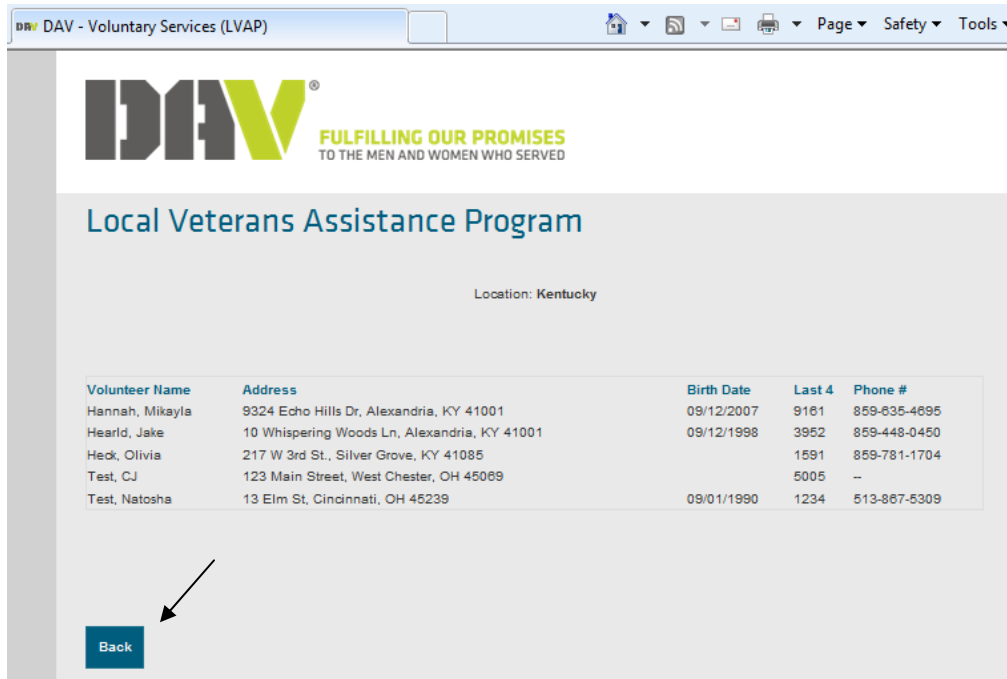 DAV DAV - Voluntary Services (LVAP) Page Safety Tools
DAV®
FULFILLING OUR PROMISES
TO THE MEN AND WOMEN WHO SERVED
Local Veterans Assistance Program
Location: Kentucky
Volunteer Name Address Birth Date Last 4 Phone #
Hannah, Mikayla 9324 Echo Hills Dr, Alexandria, KY 41001 09/12/2007 9161 859-635-4695
Hearld, Jake 10 Whispering Woods Ln, Alexandria, KY 41001 09/12/1998 3952 859-448-0450
Heck, Olivia 217 W 3rd St., Silver Grove, KY 41085 1591 859-781-1704
Test, CJ 123 Main Street, West Chester, OH 45069 5005 --
Test, Natosha 13 Elm St, Cincinnati, OH 45239 09/01/1990 1234 513-867-5309
Back